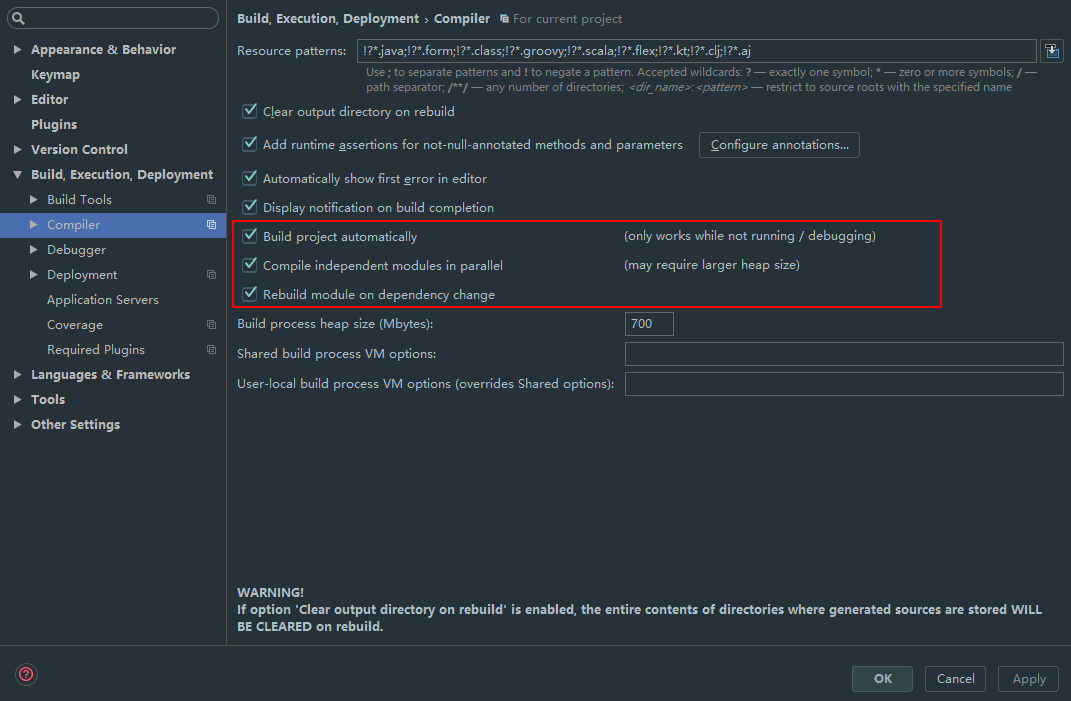 Appearance & Behavior
Keymap
Editor
Plugins
Version Control
Build, Execution, Deployment
Build Tools
Compiler
Debugger
Deployment
Application Servers
Coverage
Required Plugins
Languages & Frameworks
Tools
Other Settings
Build, Execution, Deployment › Compiler For current project
Resource patterns: !?*.java;!?*.form;!?*.class;!?*.groovy;!?*.scala;!?*.flex;!?*.kt;!?*.clj;!?*.aj
Use ; to separate patterns and ! to negate a pattern. Accepted wildcards: ? — exactly one symbol; * — zero or more symbols; / —
path separator; /**/ — any number of directories; <dir_name>:<pattern> — restrict to source roots with the specified name
Clear output directory on rebuild
Add runtime assertions for not-null-annotated methods and parameters Configure annotations...
Automatically show first error in editor
Display notification on build completion
Build project automatically (only works while not running / debugging)
Compile independent modules in parallel (may require larger heap size)
Rebuild module on dependency change
Build process heap size (Mbytes): 700
Shared build process VM options:
User-local build process VM options (overrides Shared options):
WARNING!
If option 'Clear output directory on rebuild' is enabled, the entire contents of directories where generated sources are stored WILL
BE CLEARED on rebuild.
?
OK Cancel Apply